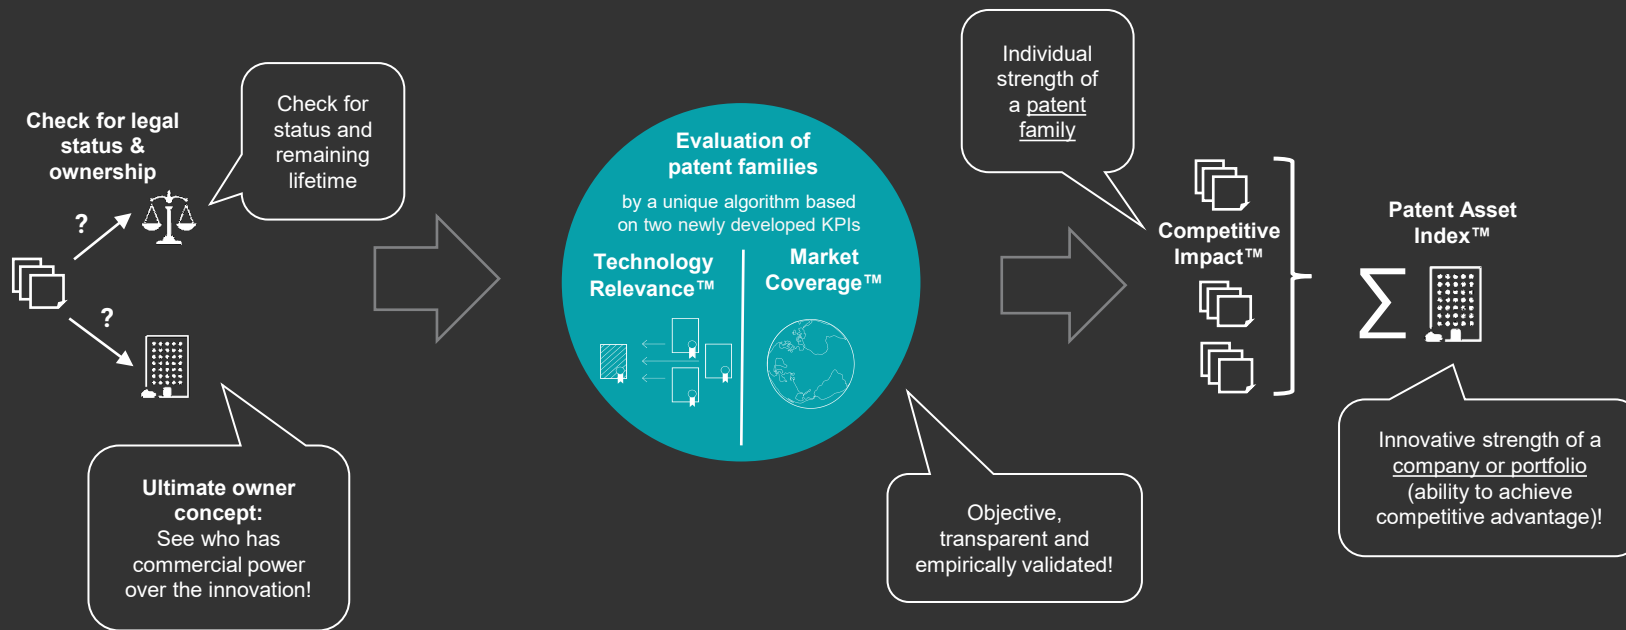 Check for legal
status &
ownership
?
?
Check for
status and
remaining
lifetime
Ultimate owner
concept:
See who has
commercial power
over the innovation!
Evaluation of
patent families
by a unique algorithm based
on two newly developed KPIs
Technology
Relevance™
Market
Coverage™
Objective,
transparent and
empirically validated!
Individual
strength of
a patent
family
Competitive
Impact™
Patent Asset
Index™
Σ
Innovative strength of a
company or portfolio
(ability to achieve
competitive advantage)!